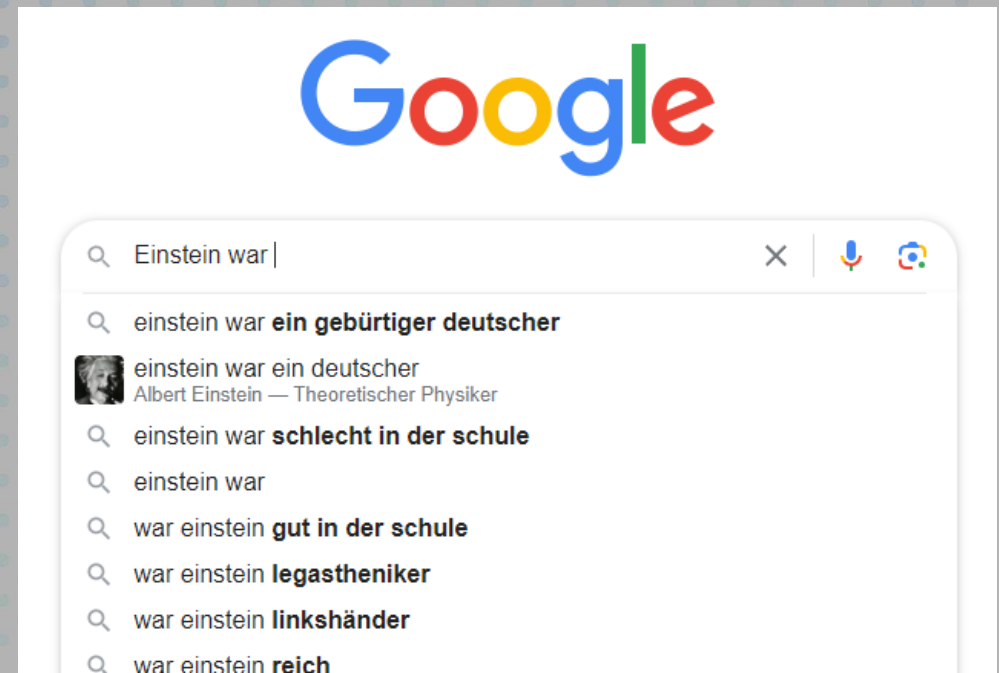 Google
Einstein war
einstein war ein gebürtiger deutscher
einstein war ein deutscher
Albert Einstein — Theoretischer Physiker
einstein war schlecht in der schule
einstein war
war einstein gut in der schule
war einstein legastheniker
war einstein linkshänder
war einstein reich